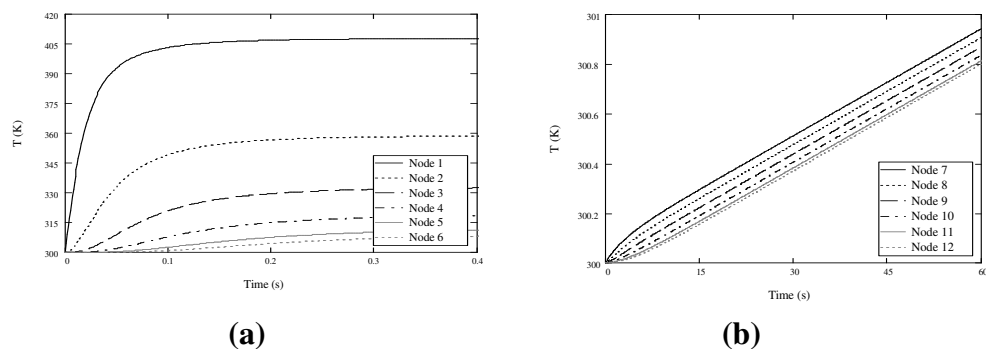 T (K)
420
405
390
375
360
345
330
315
300
0
0.1
0.2
0.3
0.4
Time (s)
Node 1
Node 2
Node 3
Node 4
Node 5
Node 6
(a)
T (K)
301
300.8
300.6
300.4
300.2
300
0
15
30
45
60
Time (s)
Node 7
Node 8
Node 9
Node 10
Node 11
Node 12
(b)